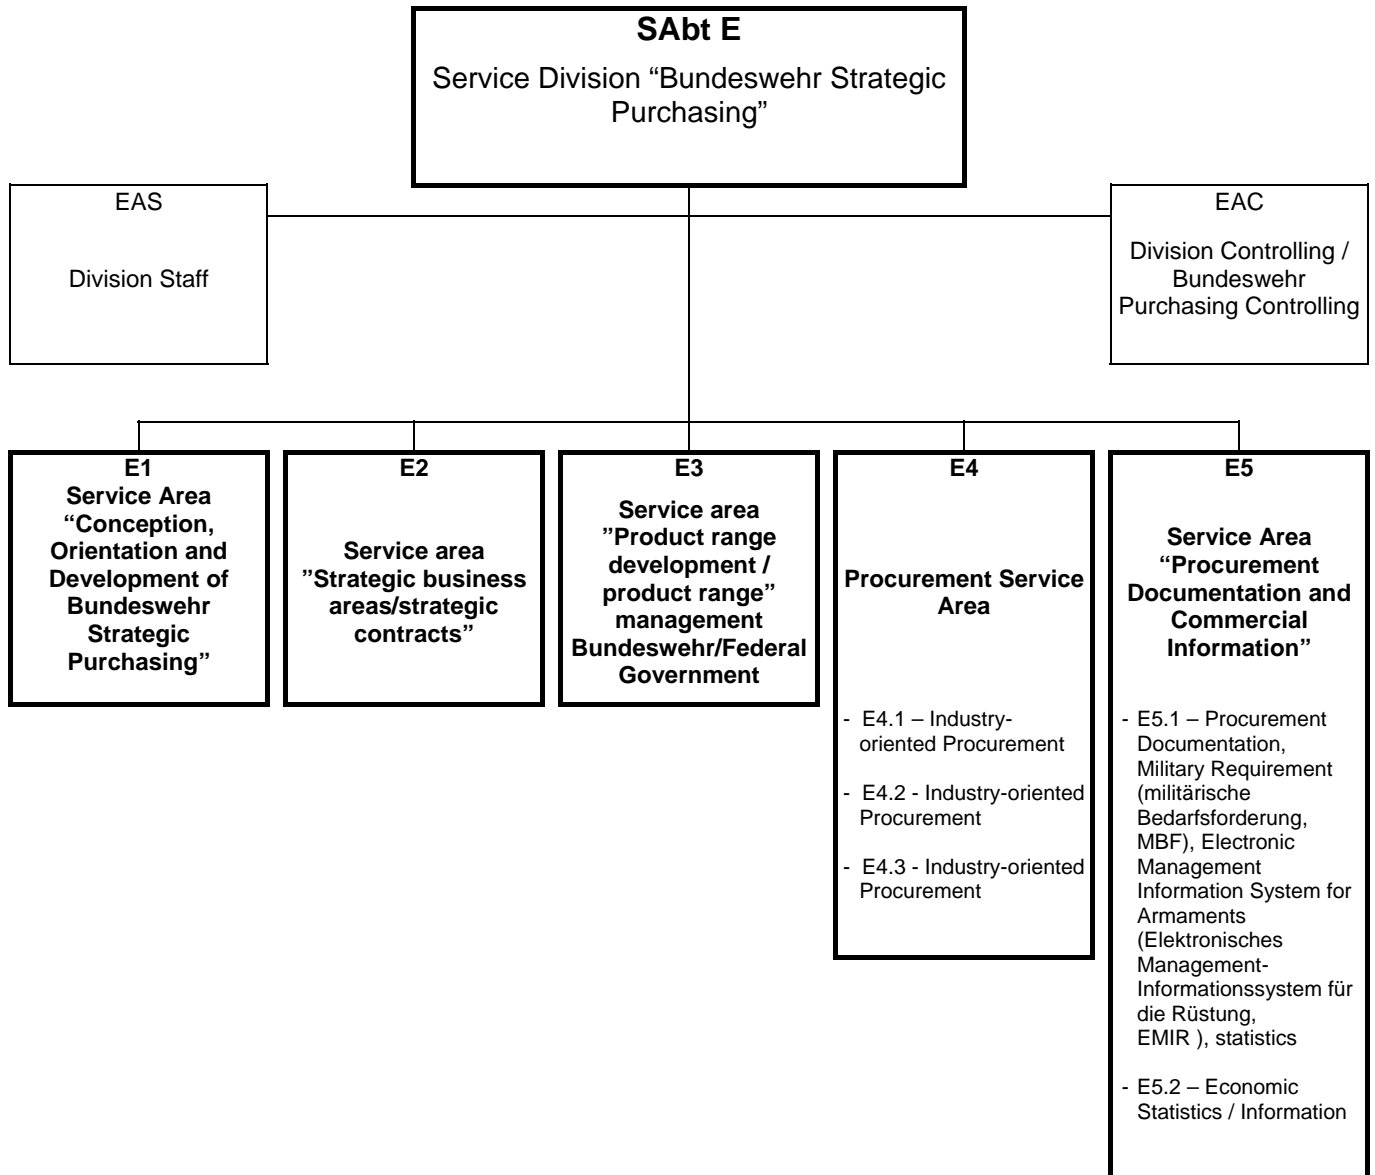 SAbt E
Service Division “Bundeswehr Strategic
Purchasing”
EAS
Division Staff
EAC
Division Controlling /
Bundeswehr
Purchasing Controlling
E1
Service Area
“Conception,
Orientation and
Development of
Bundeswehr
Strategic
Purchasing”
E2
Service area
”Strategic business
areas/strategic
contracts”
E3
Service area
”Product range
development /
product range”
management
Bundeswehr/Federal
Government
E4
Procurement Service
Area
- E4.1 – Industry-
oriented Procurement
- E4.2 - Industry-oriented
Procurement
- E4.3 - Industry-oriented
Procurement
E5
Service Area
“Procurement
Documentation and
Commercial
Information”
- E5.1 – Procurement
Documentation,
Military Requirement
(militärische
Bedarfsforderung,
MBF), Electronic
Management
Information System for
Armaments
(Elektronisches
Management-
Informationssystem für
die Rüstung,
EMIR ), statistics
- E5.2 – Economic
Statistics / Information